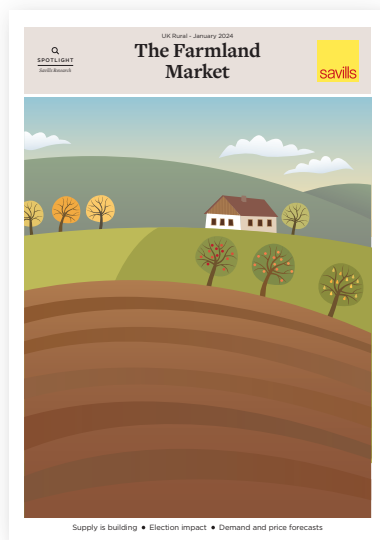 UK Rural - January 2024
SPOTLIGHT
Savills Research
The Farmland
Market
savills
Supply is building ● Election impact ● Demand and price forecasts